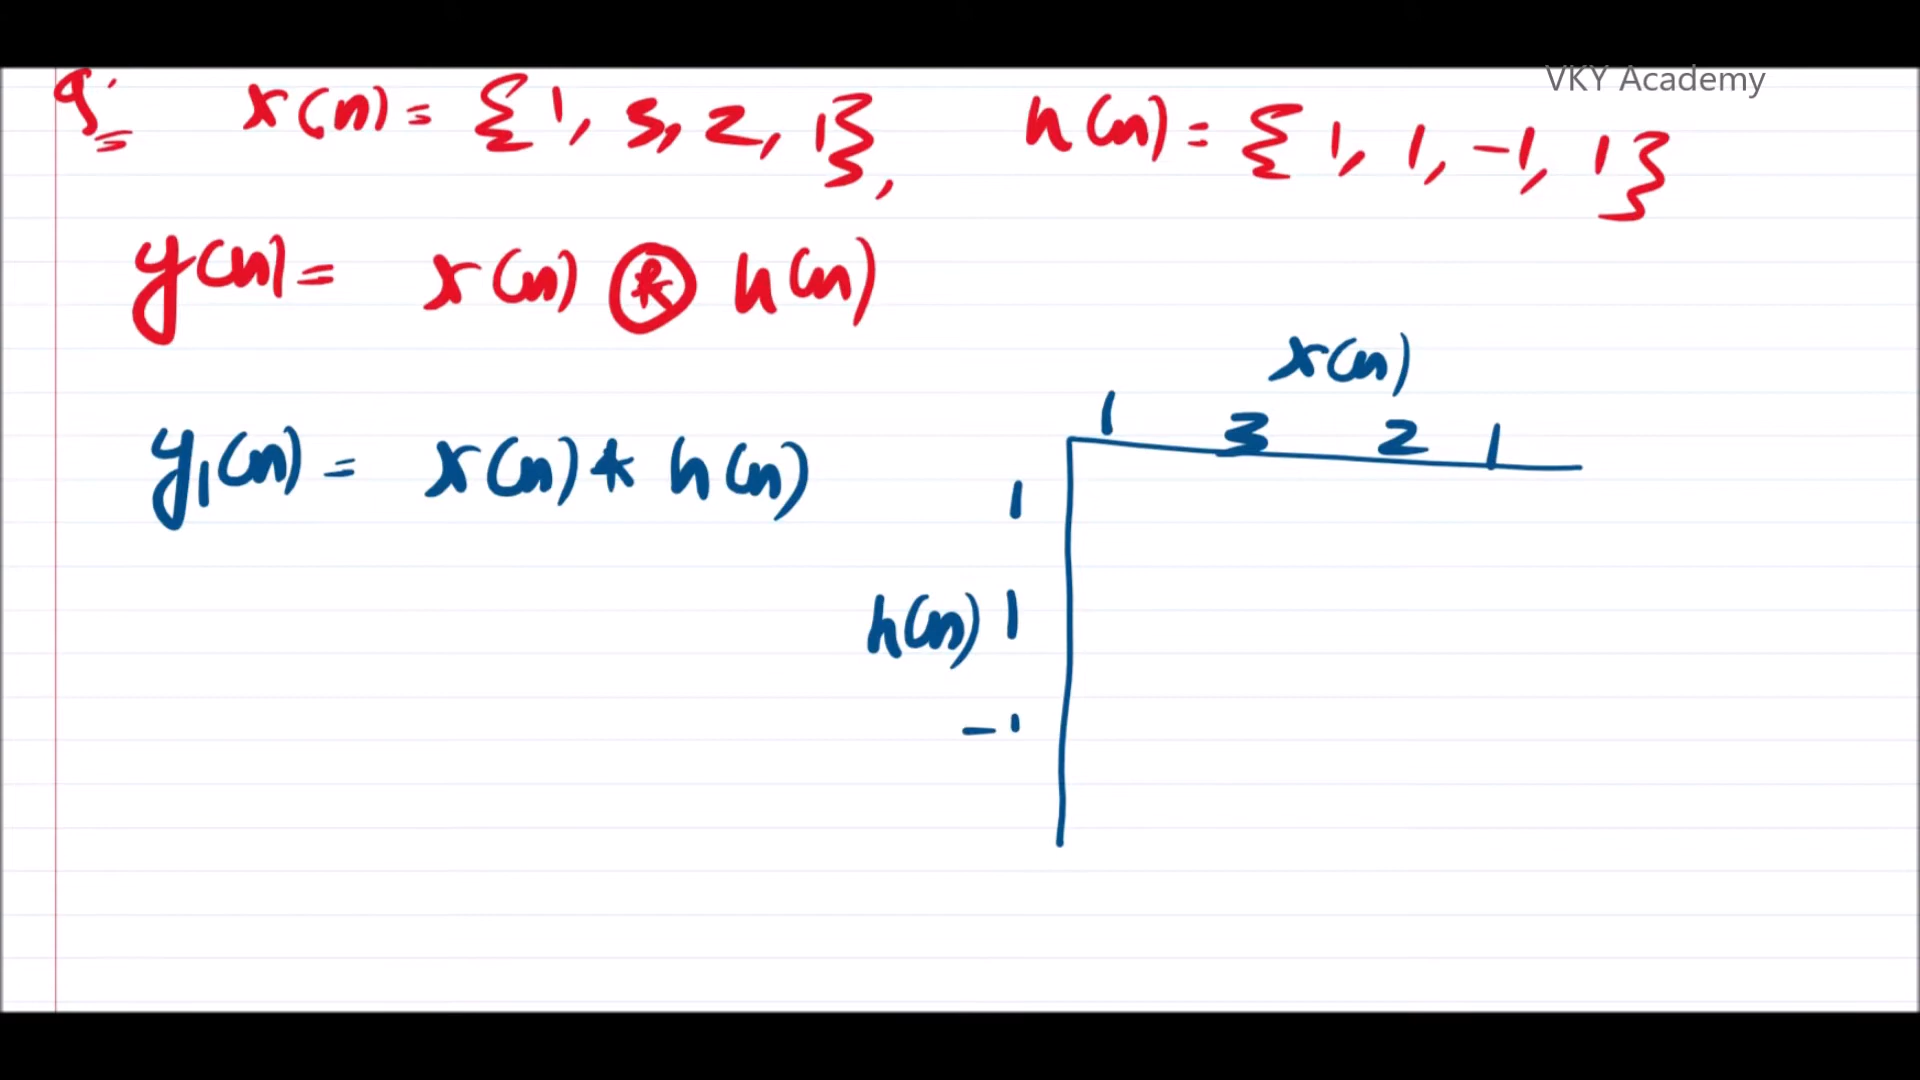 VKY Academy
Q: x(n) = {1, 3, 2, 1}, h(n) = {1, 1, -1, 1}
y(n) = x(n) ⊛ h(n)
x(n)
1 3 2 1
y₁(n) = x(n) * h(n)
1
h(n) 1
-1